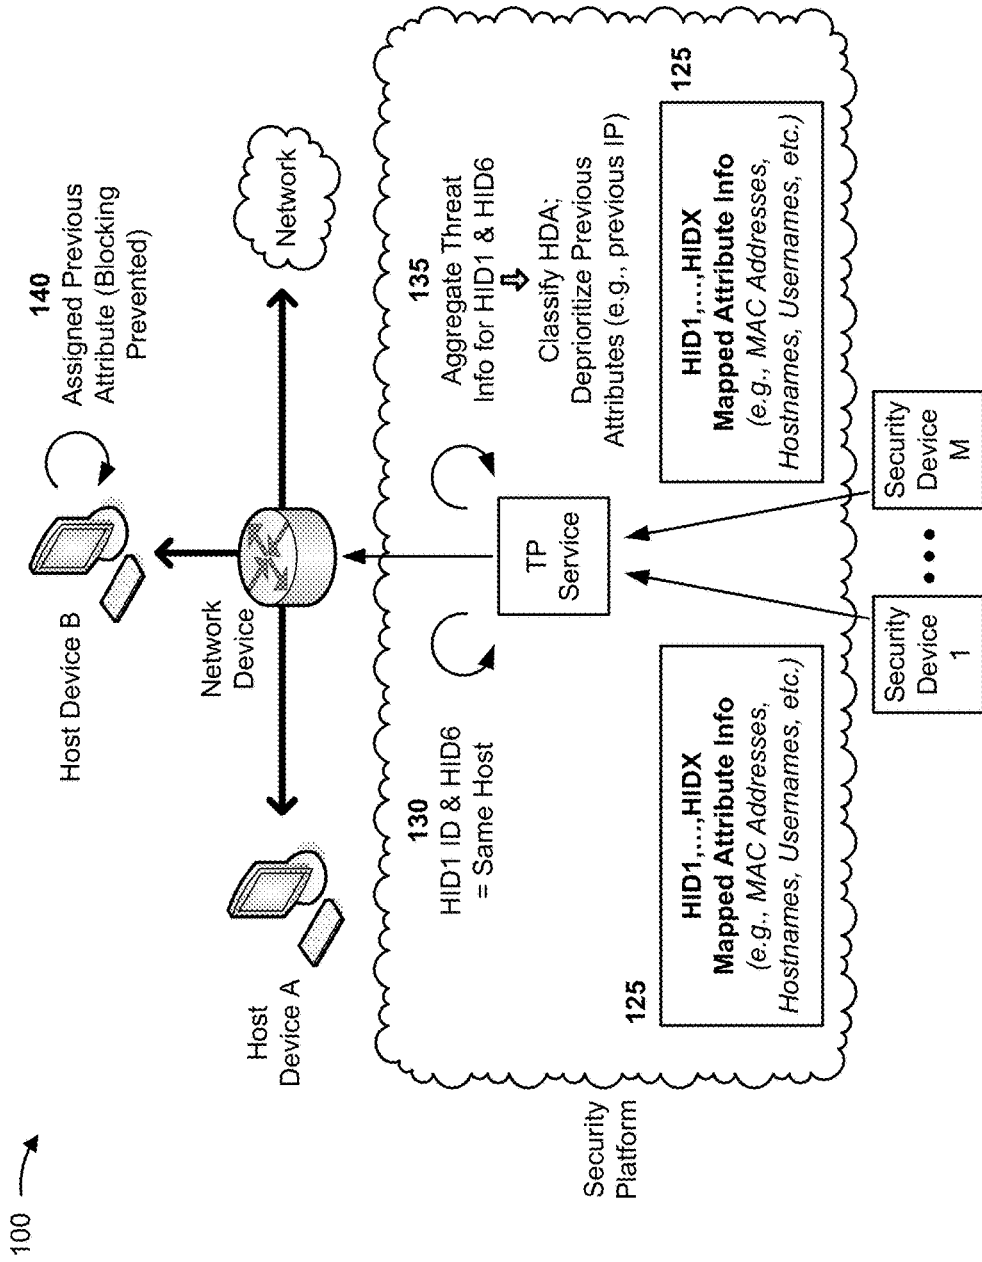 100
140
Assigned Previous
Attribute (Blocking
Prevented)
Host Device B
Network
Device
Network
Host
Device A
Security
Platform
130
HID1 ID & HID6
= Same Host
135
Aggregate Threat
Info for HID1 & HID6
Classify HDA;
Deprioritize Previous
Attributes (e.g., previous IP)
TP
Service
125
HID1,...,HIDX
Mapped Attribute Info
(e.g., MAC Addresses,
Hostnames, Usernames, etc.)
125
HID1,...,HIDX
Mapped Attribute Info
(e.g., MAC Addresses,
Hostnames, Usernames, etc.)
Security
Device
1
Security
Device
M